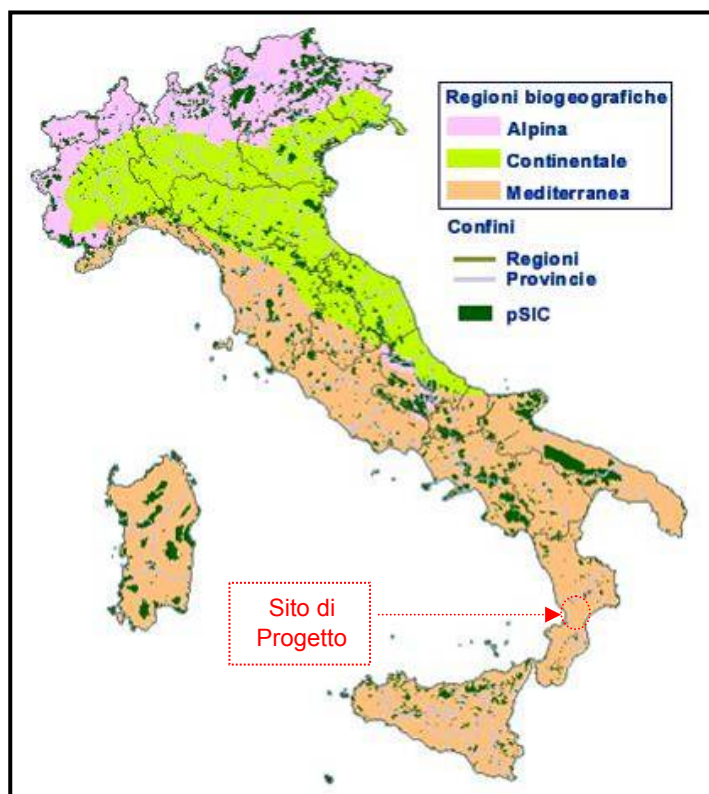 Regioni biogeografiche
Alpina
Continentale
Mediterranea
Confini
Regioni
Provincie
pSIC
Sito di
Progetto